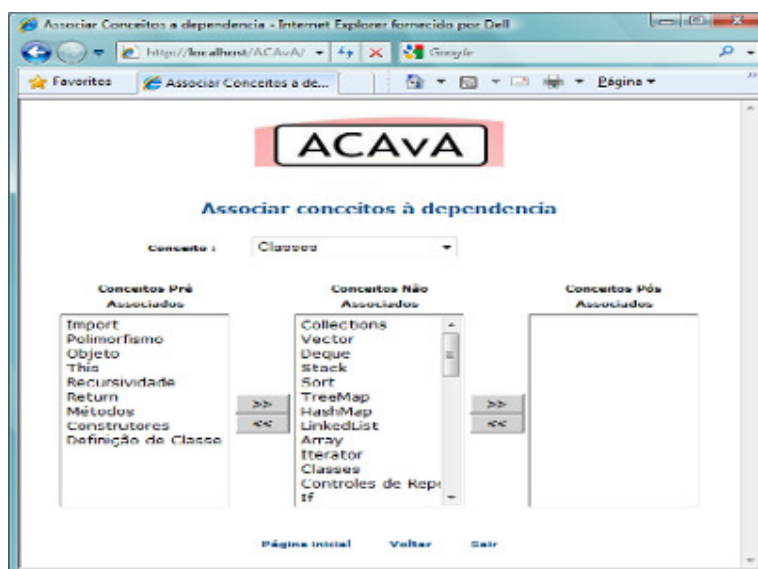 Associar Conceitos a dependencia - Internet Explorer fornecido por Dell
http://localhost/ACAvA/
Google
Favoritos
Associar Conceitos a de...
Página
ACAvA
Associar conceitos à dependencia
Conceito :
Classes
Conceitos Pré
Associados
Import
Polimorfismo
Objeto
This
Recursividade
Return
Métodos
Construtores
Definição de Classe
>>
<<
Conceitos Não
Associados
Collections
Vector
Deque
Stack
Sort
TreeMap
HashMap
LinkedList
Array
Iterator
Classes
Controles de Rep
If
>>
<<
Conceitos Pós
Associados
Página Inicial Voltar Sair